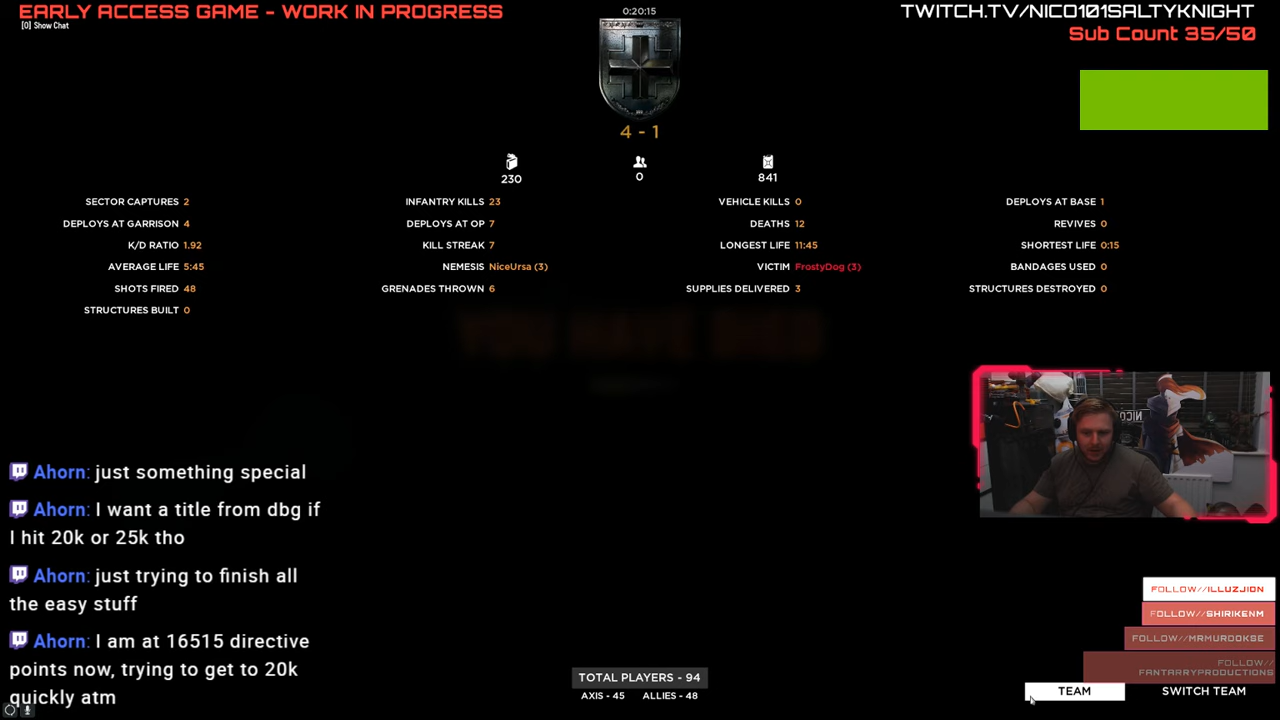 EARLY ACCESS GAME - WORK IN PROGRESS
[O] Show Chat
0:20:15
TWITCH.TV/NICO101SALTYKNIGHT
Sub Count 35/50
4 - 1
230
0
841
SECTOR CAPTURES 2
INFANTRY KILLS 23
VEHICLE KILLS 0
DEPLOYS AT BASE 1
DEPLOYS AT GARRISON 4
DEPLOYS AT OP 7
DEATHS 12
REVIVES 0
K/D RATIO 1.92
KILL STREAK 7
LONGEST LIFE 11:45
SHORTEST LIFE 0:15
AVERAGE LIFE 5:45
NEMESIS NiceUrsa (3)
VICTIM FrostyDog (3)
BANDAGES USED 0
SHOTS FIRED 48
GRENADES THROWN 6
SUPPLIES DELIVERED 3
STRUCTURES DESTROYED 0
STRUCTURES BUILT 0
YOU HAVE DIED
NICO
Ahorn: just something special
Ahorn: I want a title from dbg if
I hit 20k or 25k tho
Ahorn: just trying to finish all
the easy stuff
Ahorn: I am at 16515 directive
points now, trying to get to 20k
quickly atm
FOLLOW//ILLUZJION
FOLLOW//SHIRIKENM
FOLLOW//MRMUROOKSE
FOLLOW//
FANTARRYPRODUCTIONS
TOTAL PLAYERS - 94
AXIS - 45 ALLIES - 48
TEAM
SWITCH TEAM